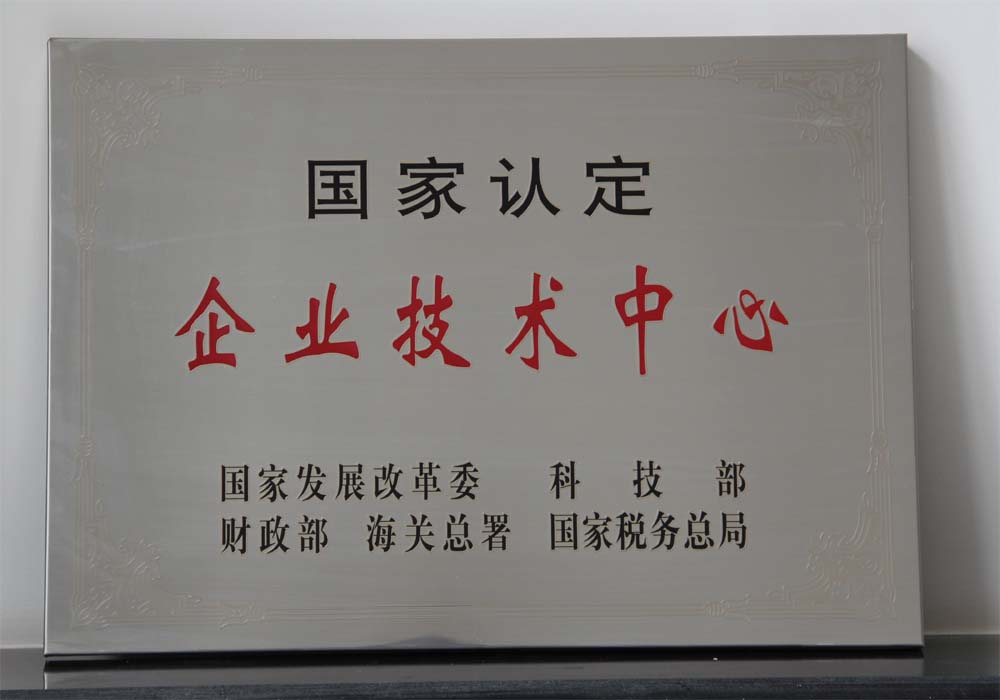 国家认定
企业技术中心
国家发展改革委 科技部
财政部 海关总署 国家税务总局